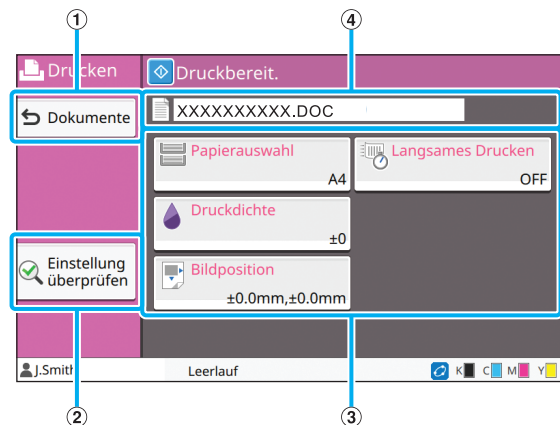 1
4
Drucken
Druckbereit.
Dokumente
XXXXXXXXXX.DOC
Papierauswahl
A4
Langsames Drucken
OFF
Druckdichte
±0
Einstellung
überprüfen
Bildposition
±0.0mm,±0.0mm
J.Smith
Leerlauf
K C M Y
2
3